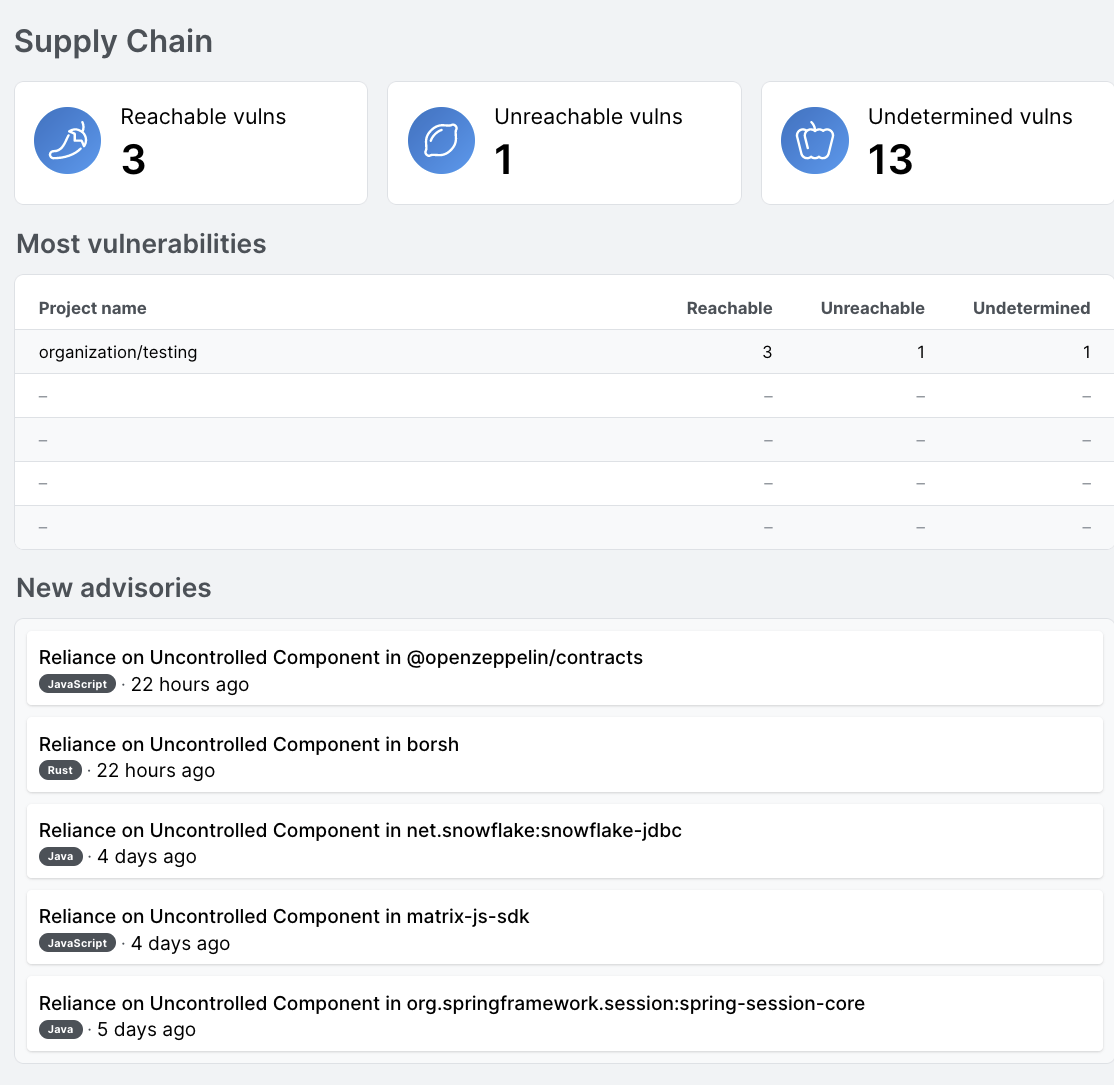 Supply Chain
Reachable vulns
3
Unreachable vulns
1
Undetermined vulns
13
Most vulnerabilities
Project name Reachable Unreachable Undetermined
organization/testing 3 1 1
– – – –
– – – –
– – – –
– – – –
New advisories
Reliance on Uncontrolled Component in @openzeppelin/contracts
JavaScript · 22 hours ago
Reliance on Uncontrolled Component in borsh
Rust · 22 hours ago
Reliance on Uncontrolled Component in net.snowflake:snowflake-jdbc
Java · 4 days ago
Reliance on Uncontrolled Component in matrix-js-sdk
JavaScript · 4 days ago
Reliance on Uncontrolled Component in org.springframework.session:spring-session-core
Java · 5 days ago